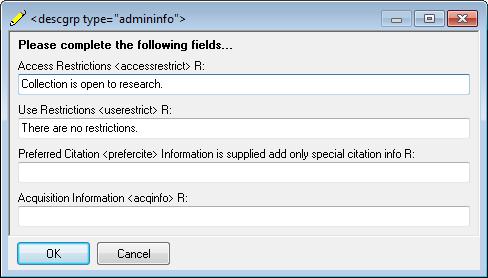 <descgrp type="admininfo">
Please complete the following fields...
Access Restrictions <accessrestrict> R:
Collection is open to research.
Use Restrictions <userestrict> R:
There are no restrictions.
Preferred Citation <prefercite> Information is supplied add only special citation info R:
Acquisition Information <acqinfo> R:
OK
Cancel